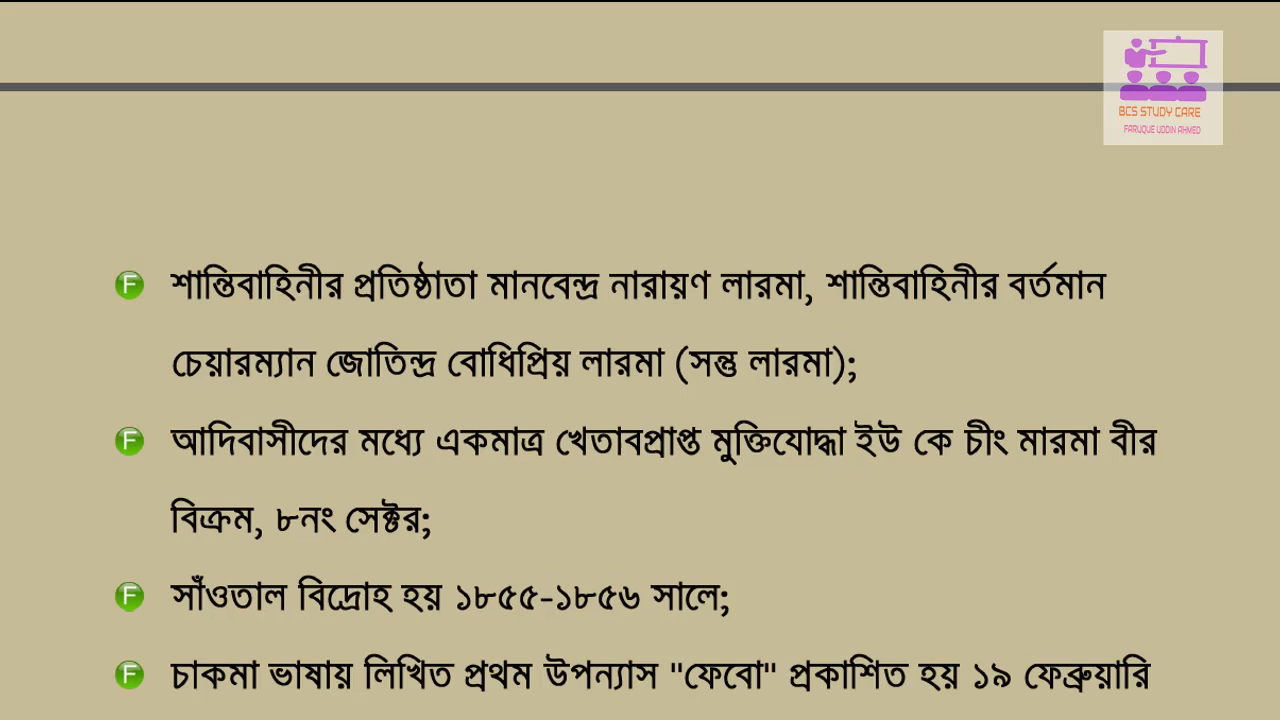 BCS STUDY CARE
FARUQUE UDDIN AHMED
শান্তিবাহিনীর প্রতিষ্ঠাতা মানবেন্দ্র নারায়ণ লারমা, শান্তিবাহিনীর বর্তমান
চেয়ারম্যান জোতিন্দ্র বোধিপ্রিয় লারমা (সন্তু লারমা);
আদিবাসীদের মধ্যে একমাত্র খেতাবপ্রাপ্ত মুক্তিযোদ্ধা ইউ কে চীং মারমা বীর
বিক্রম, ৮নং সেক্টর;
সাঁওতাল বিদ্রোহ হয় ১৮৫৫-১৮৫৬ সালে;
চাকমা ভাষায় লিখিত প্রথম উপন্যাস "ফেবো" প্রকাশিত হয় ১৯ ফেব্রুয়ারি